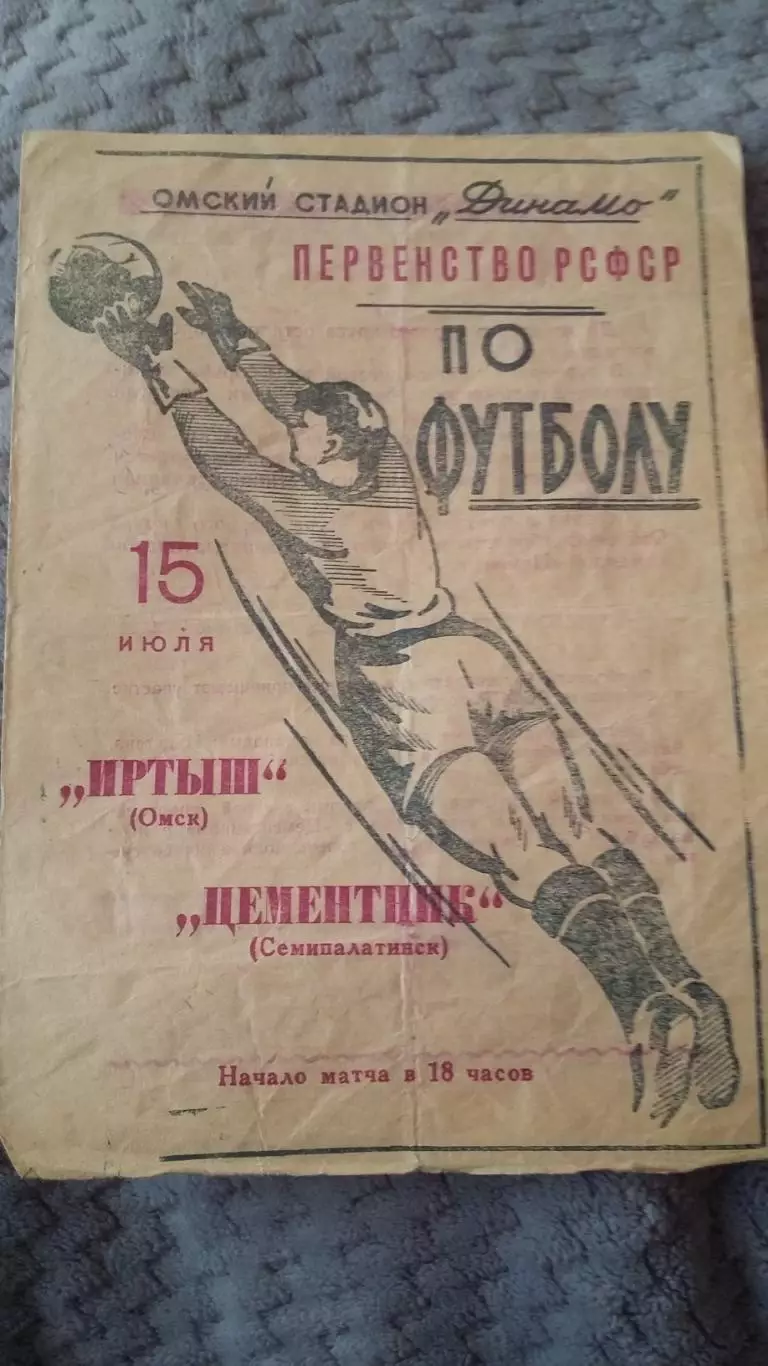 ОМСКИЙ СТАДИОН „Динамо"
ПЕРВЕНСТВО РСФСР
ПО
ФУТБОЛУ
15
ИЮЛЯ
„ИРТЫШ“
(Омск)
„ЦЕМЕНТНИК“
(Семипалатинск)
Начало матча в 18 часов